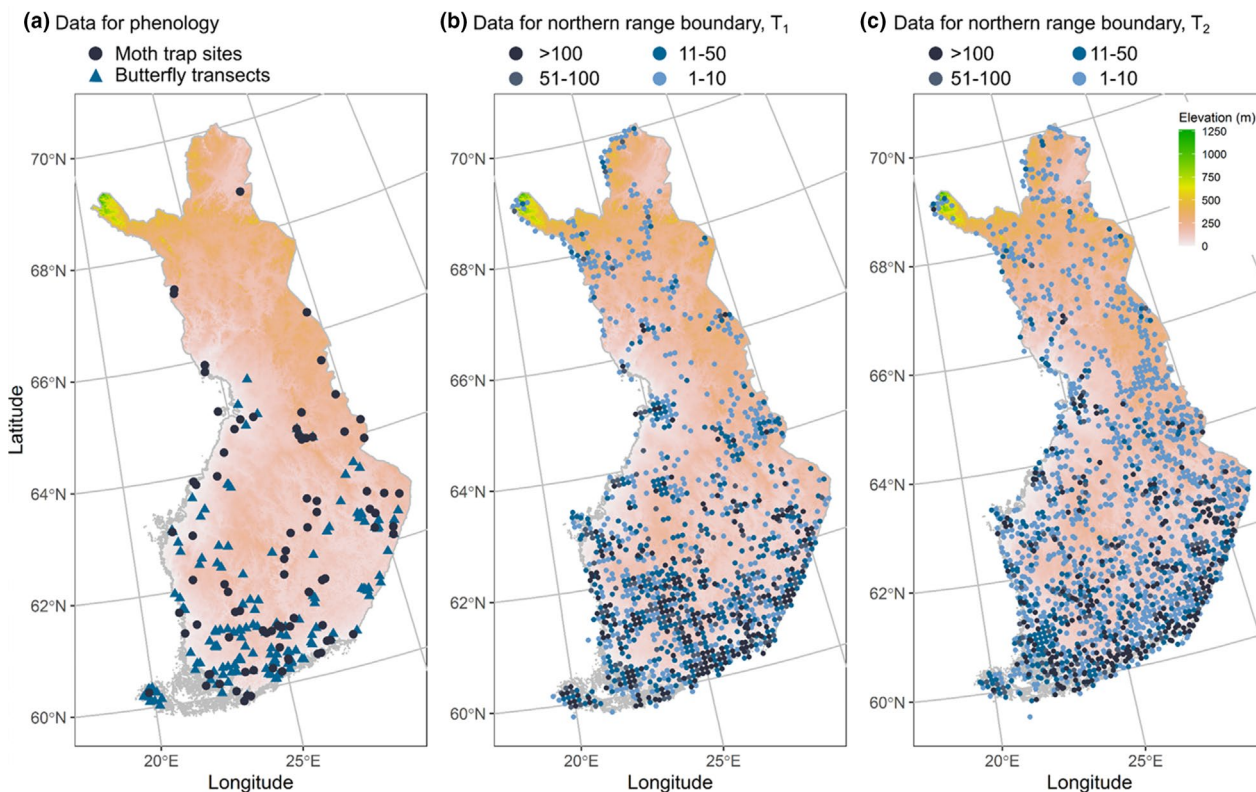 (a) Data for phenology
Moth trap sites
Butterfly transects
70°N
68°N
66°N
64°N
62°N
60°N
20°E
25°E
Latitude
Longitude
(b) Data for northern range boundary, T1
>100
11-50
51-100
1-10
70°N
68°N
66°N
64°N
62°N
60°N
20°E
25°E
Longitude
(c) Data for northern range boundary, T2
>100
11-50
51-100
1-10
Elevation (m)
1250
1000
750
500
250
0
70°N
68°N
66°N
64°N
62°N
60°N
20°E
25°E
Longitude